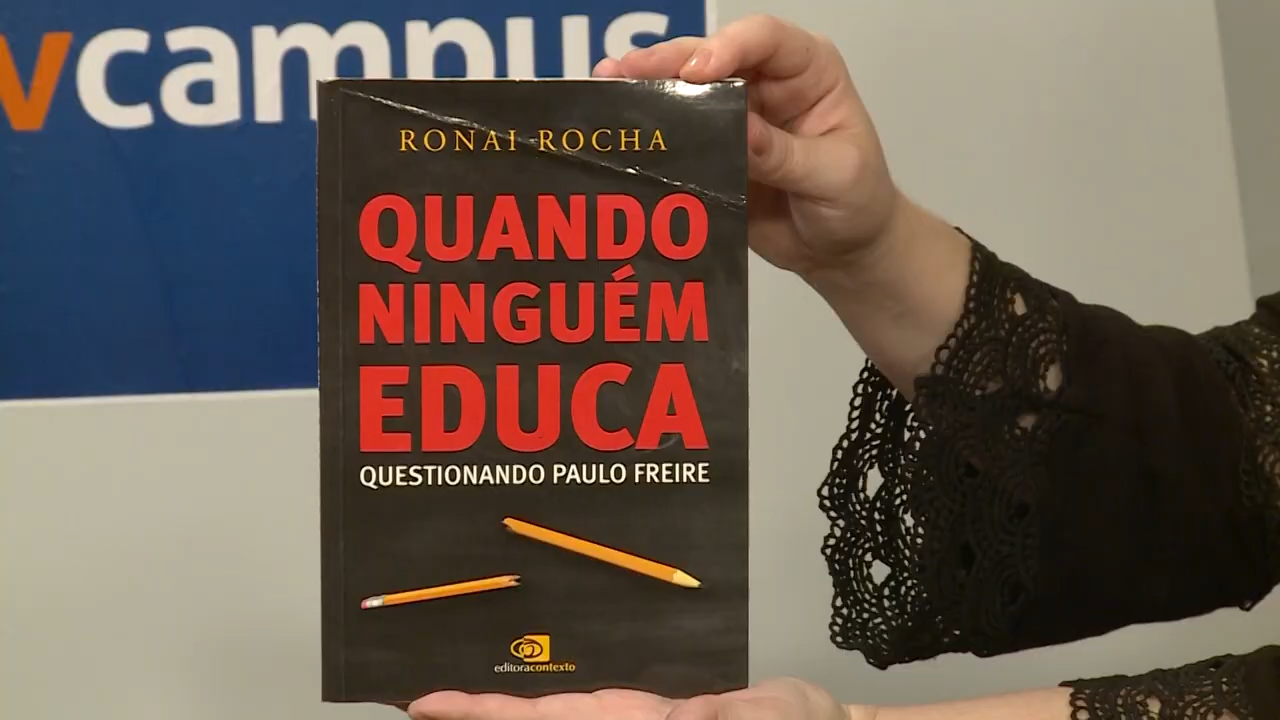 vcampus
RONAI ROCHA
QUANDO
NINGUÉM
EDUCA
QUESTIONANDO PAULO FREIRE
editoracontexto